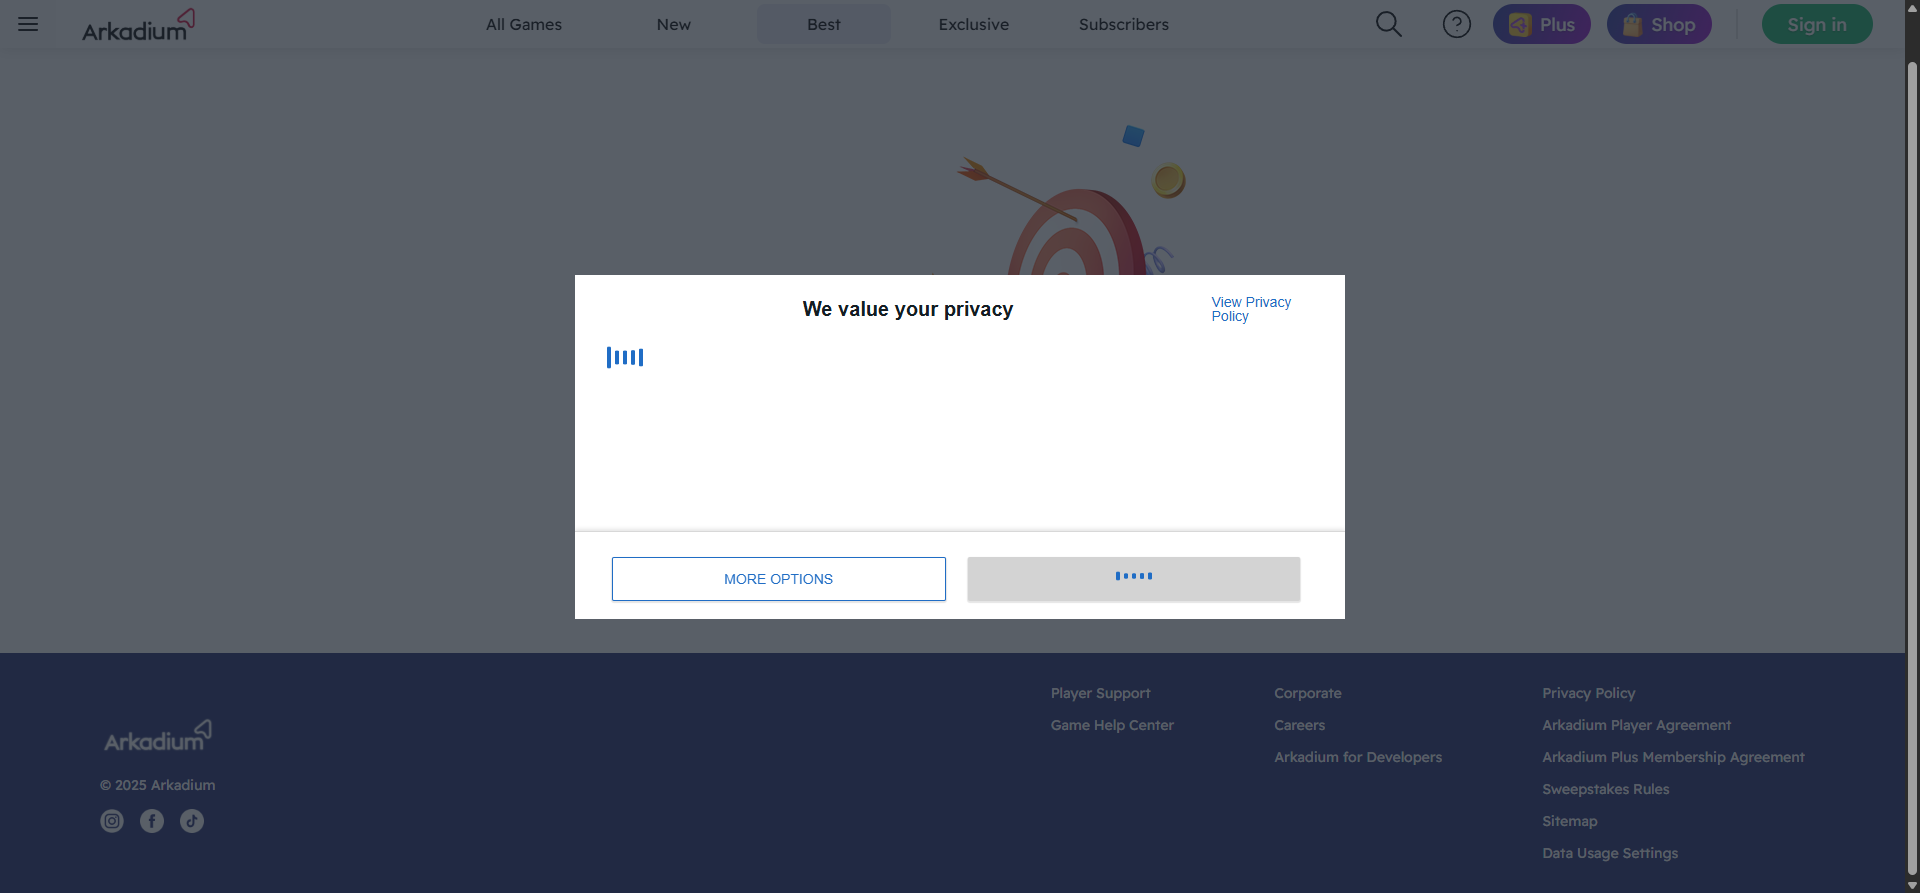 Arkadium
All Games
New
Best
Exclusive
Subscribers
?
Plus
Shop
Sign in
We value your privacy
View Privacy
Policy
MORE OPTIONS
Arkadium
© 2025 Arkadium
Player Support
Game Help Center
Corporate
Careers
Arkadium for Developers
Privacy Policy
Arkadium Player Agreement
Arkadium Plus Membership Agreement
Sweepstakes Rules
Sitemap
Data Usage Settings